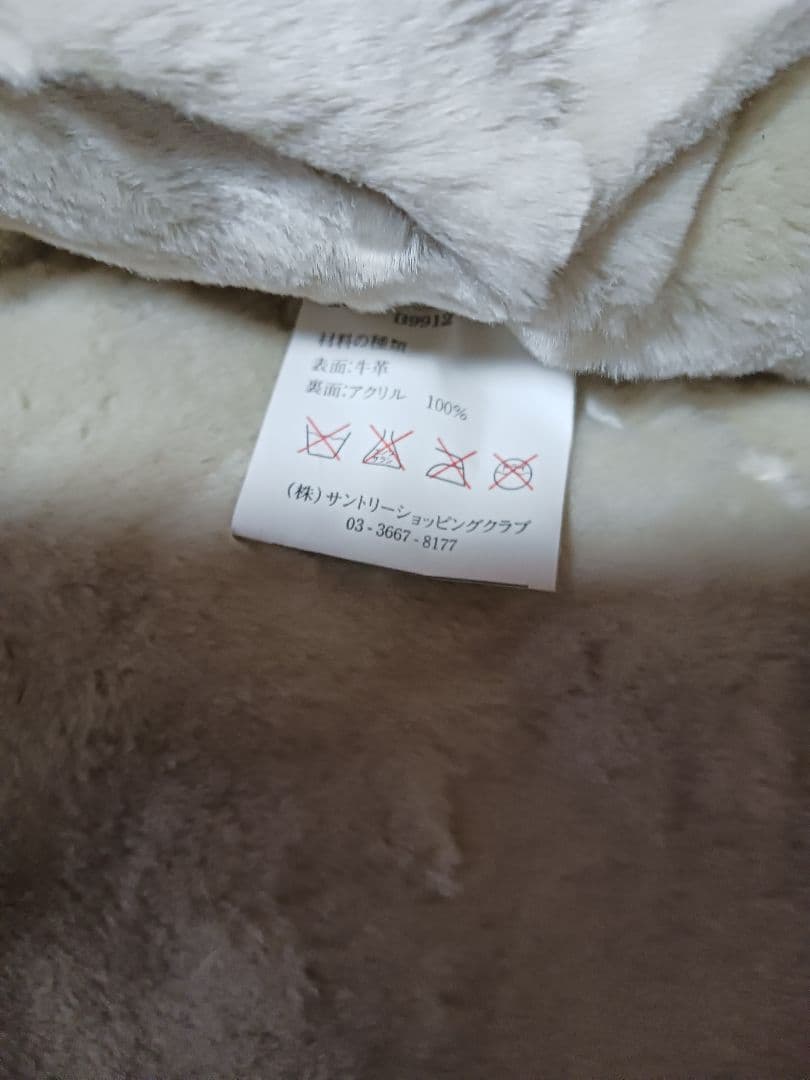 材料の種類
表面:牛革
裏面:アクリル 100%
(株)サントリーショッピングクラブ
03-3667-8177